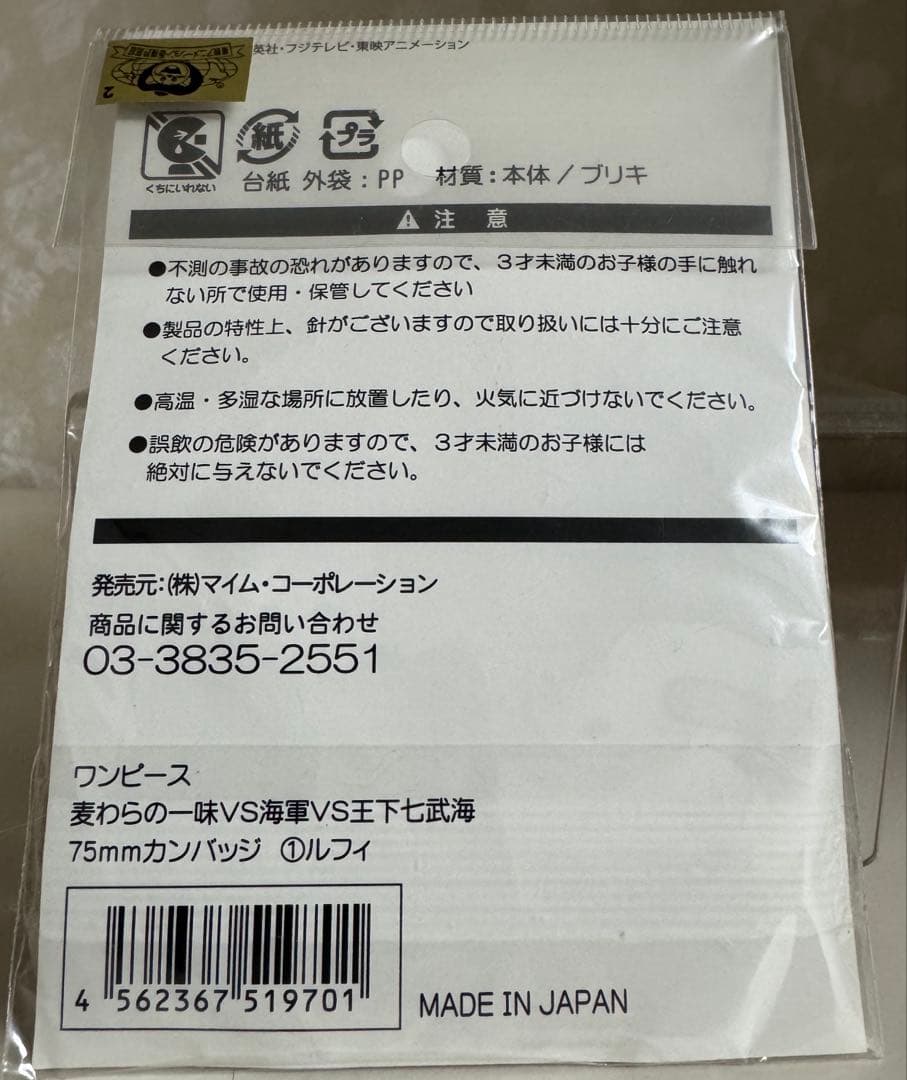 英社・フジテレビ・東映アニメーション
2
紙
プラ
くちにいれない
台紙 外袋：PP 材質：本体／ブリキ
注 意
●不測の事故の恐れがありますので、３才未満のお子様の手に触れ
ない所で使用・保管してください
●製品の特性上、針がございますので取り扱いには十分にご注意
ください。
●高温・多湿な場所に放置したり、火気に近づけないでください。
●誤飲の危険がありますので、３才未満のお子様には
絶対に与えないでください。
発売元：(株)マイム・コーポレーション
商品に関するお問い合わせ
03-3835-2551
ワンピース
麦わらの一味VS海軍VS王下七武海
75mmカンバッジ ①ルフィ
4 562367 519701
MADE IN JAPAN